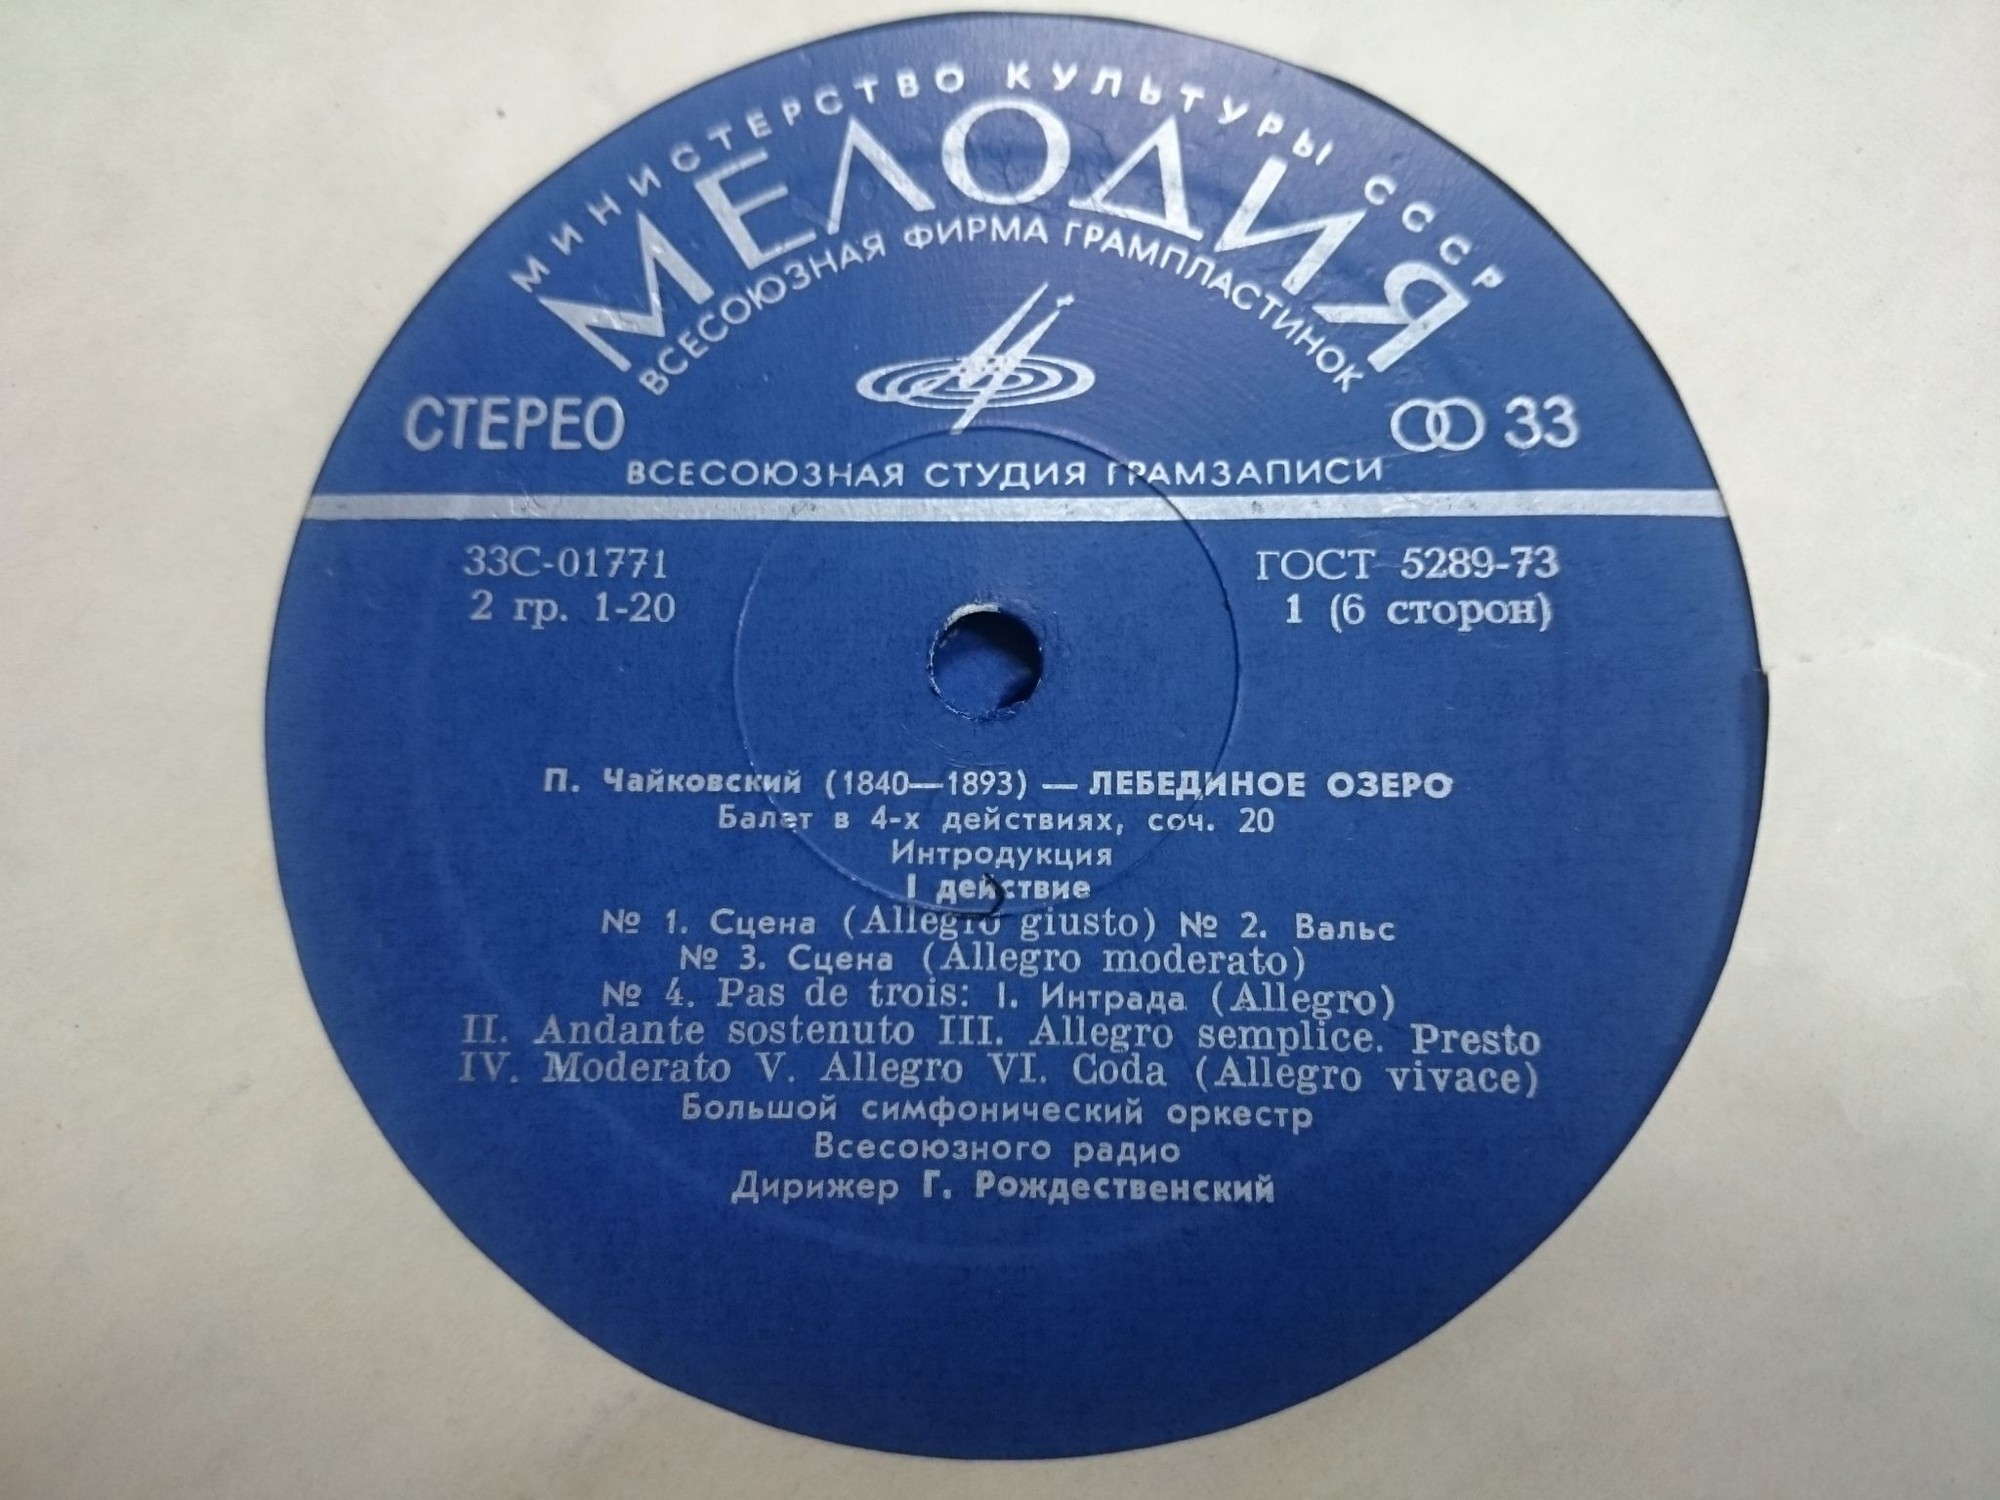 МИНИСТЕРСТВО КУЛЬТУРЫ СССР
МЕЛОДИЯ
ВСЕСОЮЗНАЯ ФИРМА ГРАМПЛАСТИНОК
СТЕРЕО
33
ВСЕСОЮЗНАЯ СТУДИЯ ГРАМЗАПИСИ
33С-01771
ГОСТ 5289-73
2 гр. 1-20
1 (6 сторон)
П. Чайковский (1840—1893) — ЛЕБЕДИНОЕ ОЗЕРО
Балет в 4-х действиях, соч. 20
Интродукция
I действие
№ 1. Сцена (Allegro giusto) № 2. Вальс
№ 3. Сцена (Allegro moderato)
№ 4. Pas de trois: I. Интрада (Allegro)
II. Andante sostenuto III. Allegro semplice. Presto
IV. Moderato V. Allegro VI. Coda (Allegro vivace)
Большой симфонический оркестр
Всесоюзного радио
Дирижер Г. Рождественский